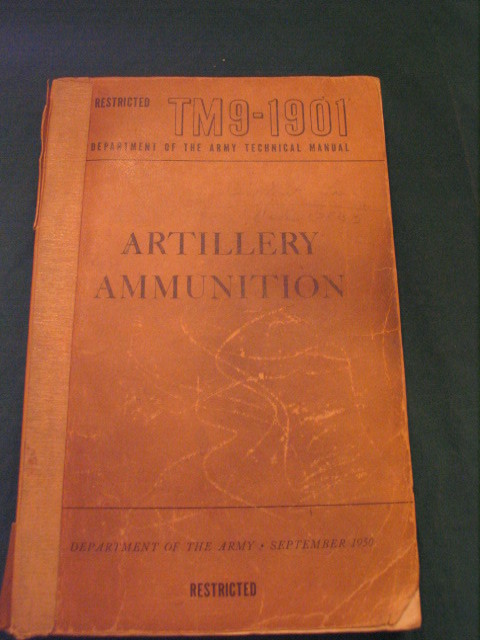 RESTRICTED
TM9-1901
DEPARTMENT OF THE ARMY TECHNICAL MANUAL
ARTILLERY
AMMUNITION
DEPARTMENT OF THE ARMY • SEPTEMBER 1950
RESTRICTED